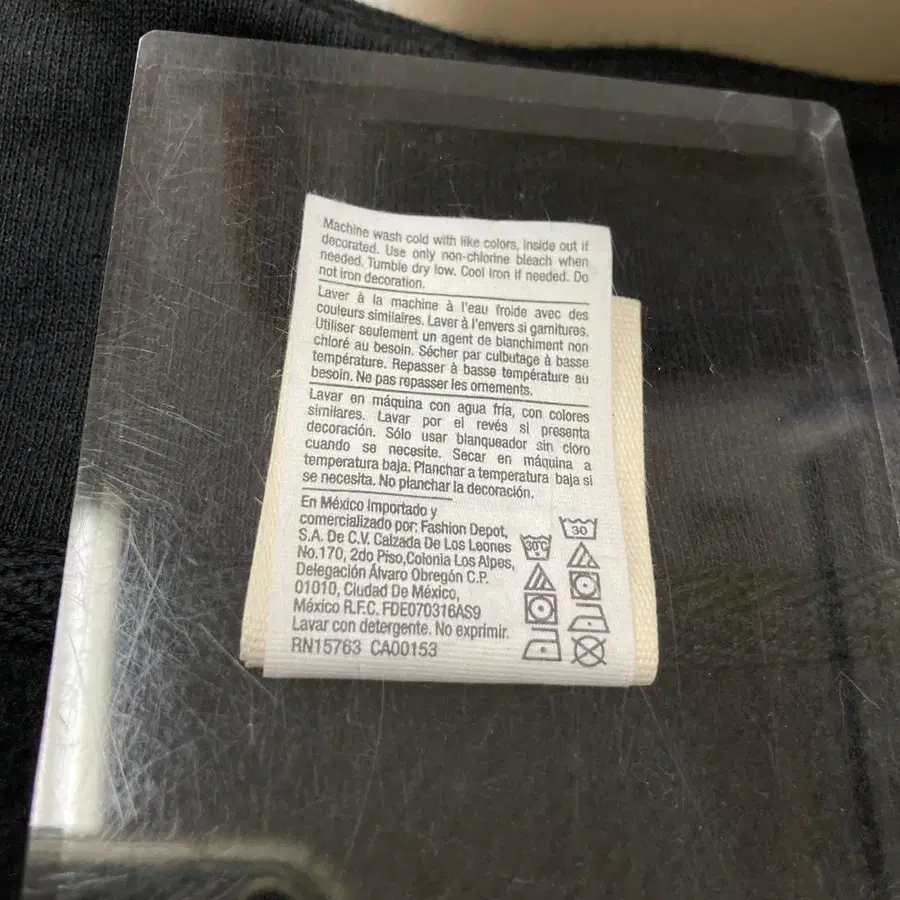 Machine wash cold with like colors, inside out if
decorated. Use only non-chlorine bleach when
needed. Tumble dry low. Cool iron if needed. Do
not iron decoration.
Laver à la machine à l'eau froide avec des
couleurs similaires. Laver à l'envers si garnitures.
Utiliser seulement un agent de blanchiment non
chloré au besoin. Sécher par culbutage à basse
température. Repasser à basse température au
besoin. Ne pas repasser les ornements.
Lavar en máquina con agua fría, con colores
similares. Lavar por el revés si presenta
decoración. Sólo usar blanqueador sin cloro
cuando se necesite. Secar en máquina a
temperatura baja. Planchar a temperatura baja si
se necesita. No planchar la decoración.
En México Importado y
comercializado por: Fashion Depot,
S.A. De C.V. Calzada De Los Leones
No.170, 2do Piso,Colonia Los Alpes,
Delegación Álvaro Obregón C.P.
01010, Ciudad De México,
México R.F.C. FDE070316AS9
Lavar con detergente. No exprimir.
RN15763 CA00153
30°C
30